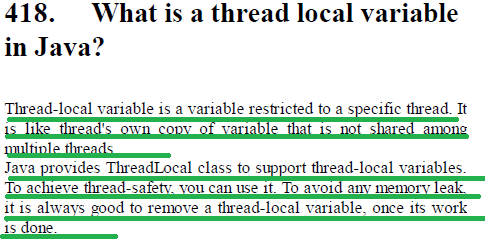 418. What is a thread local variable
in Java?
Thread-local variable is a variable restricted to a specific thread. It
is like thread's own copy of variable that is not shared among
multiple threads.
Java provides ThreadLocal class to support thread-local variables.
To achieve thread-safety, you can use it. To avoid any memory leak,
it is always good to remove a thread-local variable, once its work
is done.